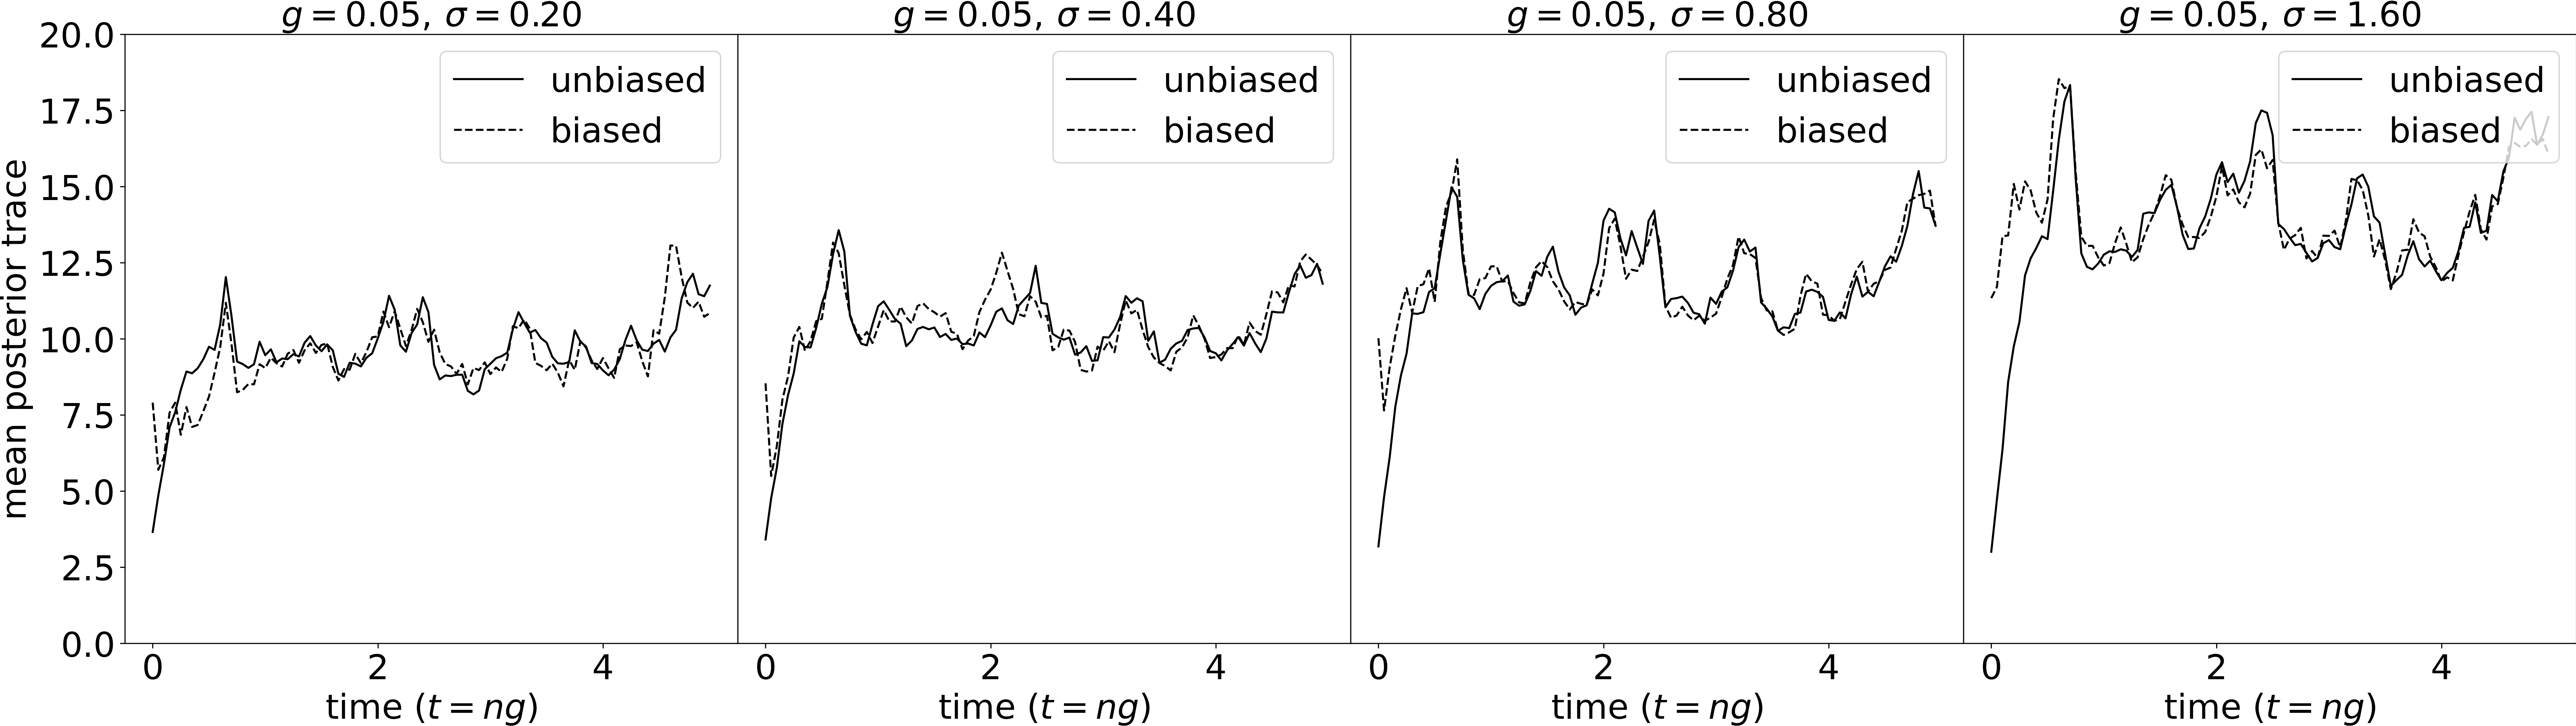 g = 0.05, σ = 0.20
g = 0.05, σ = 0.40
g = 0.05, σ = 0.80
g = 0.05, σ = 1.60
mean posterior trace
20.0
17.5
15.0
12.5
10.0
7.5
5.0
2.5
0.0
unbiased
biased
unbiased
biased
unbiased
biased
unbiased
biased
0 2 4
0 2 4
0 2 4
0 2 4
time (t = ng)
time (t = ng)
time (t = ng)
time (t = ng)